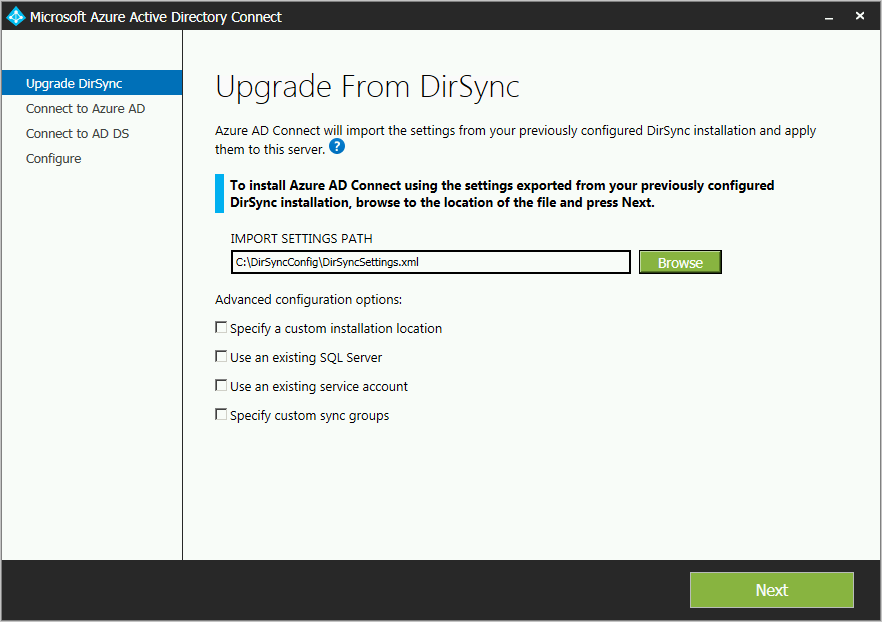 Microsoft Azure Active Directory Connect
Upgrade DirSync
Connect to Azure AD
Connect to AD DS
Configure
Upgrade From DirSync
Azure AD Connect will import the settings from your previously configured DirSync installation and apply
them to this server. ?
To install Azure AD Connect using the settings exported from your previously configured
DirSync installation, browse to the location of the file and press Next.
IMPORT SETTINGS PATH
C:\DirSyncConfig\DirSyncSettings.xml
Browse
Advanced configuration options:
Specify a custom installation location
Use an existing SQL Server
Use an existing service account
Specify custom sync groups
Next